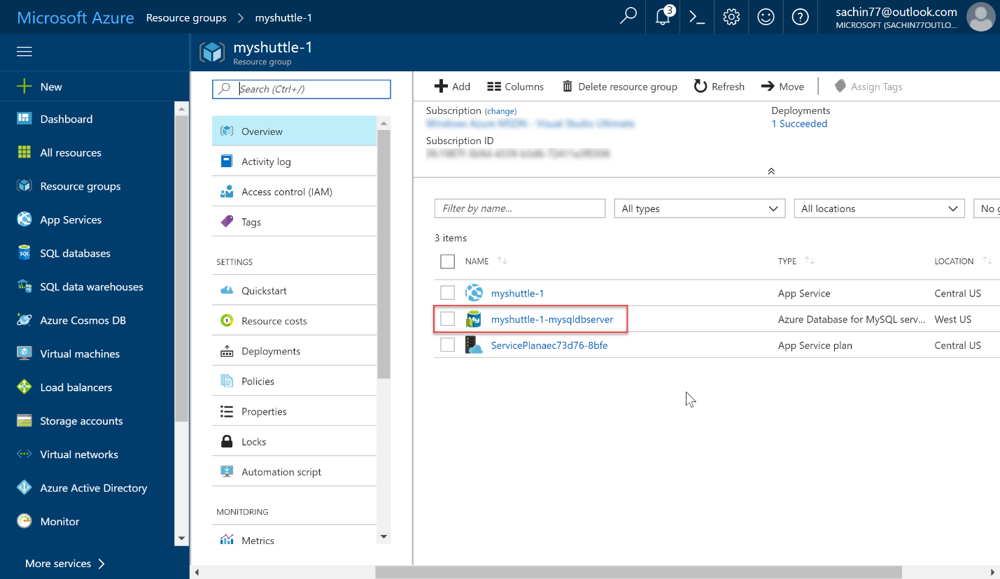 Microsoft Azure Resource groups > myshuttle-1 3 sachin77@outlook.com
MICROSOFT (SACHIN77OUTLO...
myshuttle-1
Resource group
New
Dashboard
All resources
Resource groups
App Services
SQL databases
SQL data warehouses
Azure Cosmos DB
Virtual machines
Load balancers
Storage accounts
Virtual networks
Azure Active Directory
Monitor
More services >
Search (Ctrl+/)
Overview
Activity log
Access control (IAM)
Tags
SETTINGS
Quickstart
Resource costs
Deployments
Policies
Properties
Locks
Automation script
MONITORING
Metrics
Add Columns Delete resource group Refresh Move Assign Tags
Subscription (change) Deployments
Windows Azure MSDN - Visual Studio Ultimate 1 Succeeded
Subscription ID
Filter by name... All types All locations No
3 items
NAME TYPE LOCATION
myshuttle-1 App Service Central US
myshuttle-1-mysqldbserver Azure Database for MySQL serv... West US
ServicePlanaec73d76-8bfe App Service plan Central US